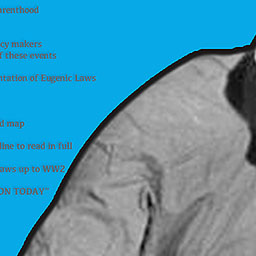 arenthood
cy makers
f these events
ntation of Eugenic Laws
d map
line to read in full
aws up to WW2
ON TODAY"